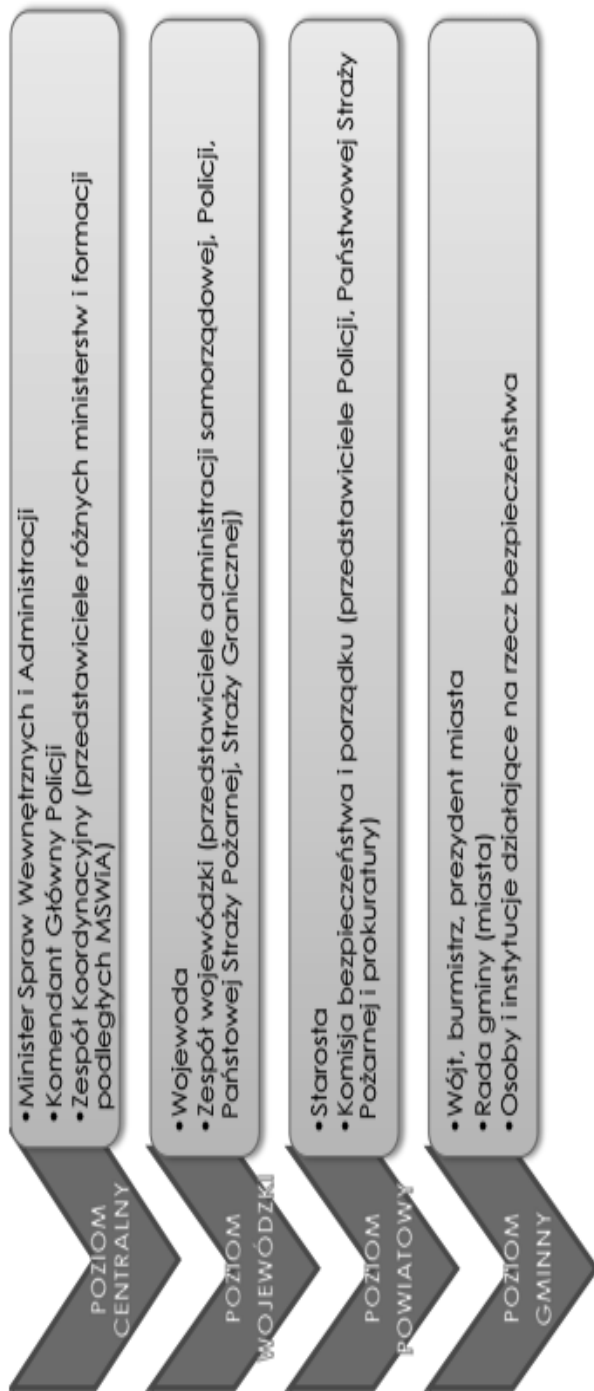 POZIOM
CENTRALNY
•Minister Spraw Wewnętrznych i Administracji
•Komendant Główny Policji
•Zespół Koordynacyjny (przedstawiciele różnych ministerstw i formacji
podległych MSWiA)
POZIOM
WOJEWÓDZKI
•Wojewoda
•Zespół wojewódzki (przedstawiciele administracji samorządowej, Policji,
Państowej Straży Pożarnej, Straży Granicznej)
POZIOM
POWIATOWY
•Starosta
•Komisja bezpieczeństwa i porządku (przedstawiciele Policji, Państwowej Straży
Pożarnej i prokuratury)
POZIOM
GMINNY
•Wójt, burmistrz, prezydent miasta
•Rada gminy (miasta)
•Osoby i instytucje działające na rzecz bezpieczeństwa